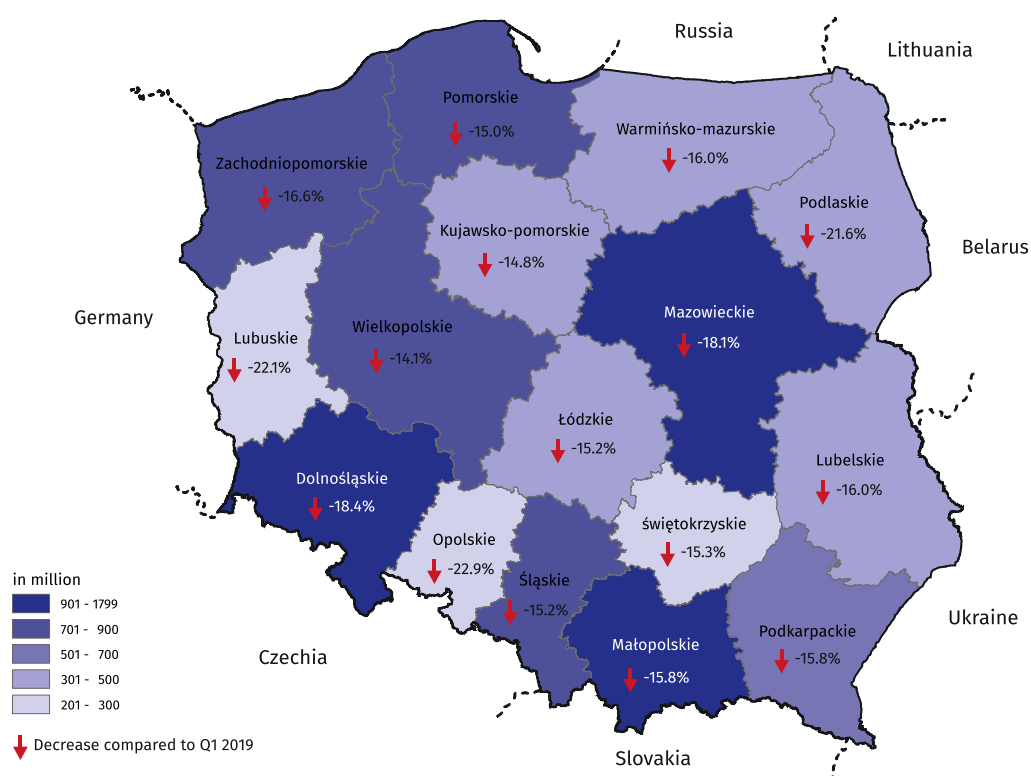 Russia
Lithuania
Pomorskie
-15.0%
Warmińsko-mazurskie
-16.0%
Zachodniopomorskie
-16.6%
Podlaskie
-21.6%
Kujawsko-pomorskie
-14.8%
Belarus
Germany
Mazowieckie
-18.1%
Wielkopolskie
-14.1%
Lubuskie
-22.1%
Łódzkie
-15.2%
Lubelskie
-16.0%
Dolnośląskie
-18.4%
świętokrzyskie
-15.3%
Opolskie
-22.9%
Śląskie
-15.2%
Małopolskie
-15.8%
Podkarpackie
-15.8%
Ukraine
Czechia
Slovakia
in million
901 - 1799
701 - 900
501 - 700
301 - 500
201 - 300
Decrease compared to Q1 2019